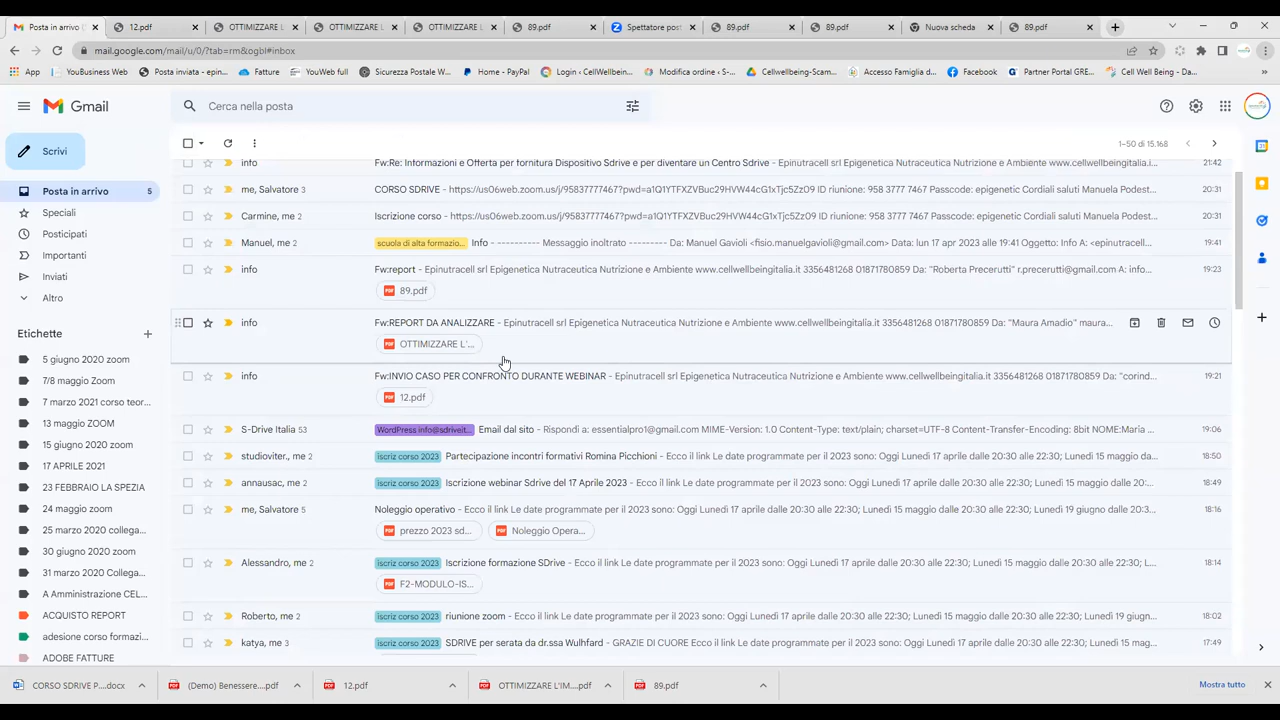 Posta in arrivo (
12.pdf
OTTIMIZZARE L'
OTTIMIZZARE L'
OTTIMIZZARE L'
89.pdf
Spettatore post
89.pdf
89.pdf
Nuova scheda
89.pdf
mail.google.com/mail/u/0/?tab=rm&ogbl#inbox
App
YouBusiness Web
Posta inviata - epin...
Fatture
YouWeb full
Sicurezza Postale W...
Home - PayPal
Login ‹ CellWellbein...
Modifica ordine ‹ S-...
Cellwellbeing-Scam...
Accesso Famiglia d...
Facebook
Partner Portal GRE...
Cell Well Being - Da...
Gmail
Cerca nella posta
Scrivi
1–50 di 15.168
Posta in arrivo 5
Speciali
Posticipati
Importanti
Inviati
Altro
Etichette
5 giugno 2020 zoom
7/8 maggio Zoom
7 marzo 2021 corso teor...
13 maggio ZOOM
15 giugno 2020 zoom
17 APRILE 2021
23 FEBBRAIO LA SPEZIA
24 maggio zoom
25 marzo 2020 collega...
30 giugno 2020 zoom
31 marzo 2020 Collega...
A Amministrazione CEL...
ACQUISTO REPORT
adesione corso formazi...
ADOBE FATTURE
info Fw:Re: Informazioni e Offerta per fornitura Dispositivo Sdrive e per diventare un Centro Sdrive - Epinutracell srl Epigenetica Nutraceutica Nutrizione e Ambiente www.cellwellbeingitalia.it 3356481268 01871780859 21:42
me, Salvatore 3 CORSO SDRIVE - https://us06web.zoom.us/j/95837777467?pwd=a1Q1YTFXZVBuc29HVW44cG1xTjc5Zz09 ID riunione: 958 3777 7467 Passcode: epigenetic Cordiali saluti Manuela Podest... 20:31
Carmine, me 2 Iscrizione corso - https://us06web.zoom.us/j/95837777467?pwd=a1Q1YTFXZVBuc29HVW44cG1xTjc5Zz09 ID riunione: 958 3777 7467 Passcode: epigenetic Cordiali saluti Manuela Podest... 20:31
Manuel, me 2 scuola di alta formazio... Info - ---------- Messaggio inoltrato --------- Da: Manuel Gavioli <fisio.manuelgavioli@gmail.com> Data: lun 17 apr 2023 alle 19:41 Oggetto: Info A: <epinutracell... 19:41
info Fw:report - Epinutracell srl Epigenetica Nutraceutica Nutrizione e Ambiente www.cellwellbeingitalia.it 3356481268 01871780859 Da: "Roberta Precerutti" r.precerutti@gmail.com A: info... 19:23
89.pdf
info Fw:REPORT DA ANALIZZARE - Epinutracell srl Epigenetica Nutraceutica Nutrizione e Ambiente www.cellwellbeingitalia.it 3356481268 01871780859 Da: "Maura Amadio" maura...
OTTIMIZZARE L'...
info Fw:INVIO CASO PER CONFRONTO DURANTE WEBINAR - Epinutracell srl Epigenetica Nutraceutica Nutrizione e Ambiente www.cellwellbeingitalia.it 3356481268 01871780859 Da: "corind... 19:21
12.pdf
S-Drive Italia 53 WordPress info@sdriveit... Email dal sito - Rispondi a: essentialpro1@gmail.com MIME-Version: 1.0 Content-Type: text/plain; charset=UTF-8 Content-Transfer-Encoding: 8bit NOME:Maria ... 19:06
studioviter., me 2 iscriz corso 2023 Partecipazione incontri formativi Romina Picchioni - Ecco il link Le date programmate per il 2023 sono: Oggi Lunedì 17 aprile dalle 20:30 alle 22:30; Lunedì 15 maggio da... 18:50
annausac, me 2 iscriz corso 2023 Iscrizione webinar Sdrive del 17 Aprile 2023 - Ecco il link Le date programmate per il 2023 sono: Oggi Lunedì 17 aprile dalle 20:30 alle 22:30; Lunedì 15 maggio dalle 20:... 18:49
me, Salvatore 5 Noleggio operativo - Ecco il link Le date programmate per il 2023 sono: Oggi Lunedì 17 aprile dalle 20:30 alle 22:30; Lunedì 15 maggio dalle 20:30 alle 22:30; Lunedì 19 giugno dalle 20:3... 18:16
prezzo 2023 sd...
Noleggio Opera...
Alessandro, me 2 iscriz corso 2023 Iscrizione formazione SDrive - Ecco il link Le date programmate per il 2023 sono: Oggi Lunedì 17 aprile dalle 20:30 alle 22:30; Lunedì 15 maggio dalle 20:30 alle 22:30; L... 18:14
F2-MODULO-IS...
Roberto, me 2 iscriz corso 2023 riunione zoom - Ecco il link Le date programmate per il 2023 sono: Oggi Lunedì 17 aprile dalle 20:30 alle 22:30; Lunedì 15 maggio dalle 20:30 alle 22:30; Lunedì 19 giugn... 18:02
katya, me 3 iscriz corso 2023 SDRIVE per serata da dr.ssa Wulhfard - GRAZIE DI CUORE Ecco il link Le date programmate per il 2023 sono: Oggi Lunedì 17 aprile dalle 20:30 alle 22:30; Lunedì 15 mag... 17:49
CORSO SDRIVE P....docx
(Demo) Benesser....pdf
12.pdf
OTTIMIZZARE L'IM....pdf
89.pdf
Mostra tutto